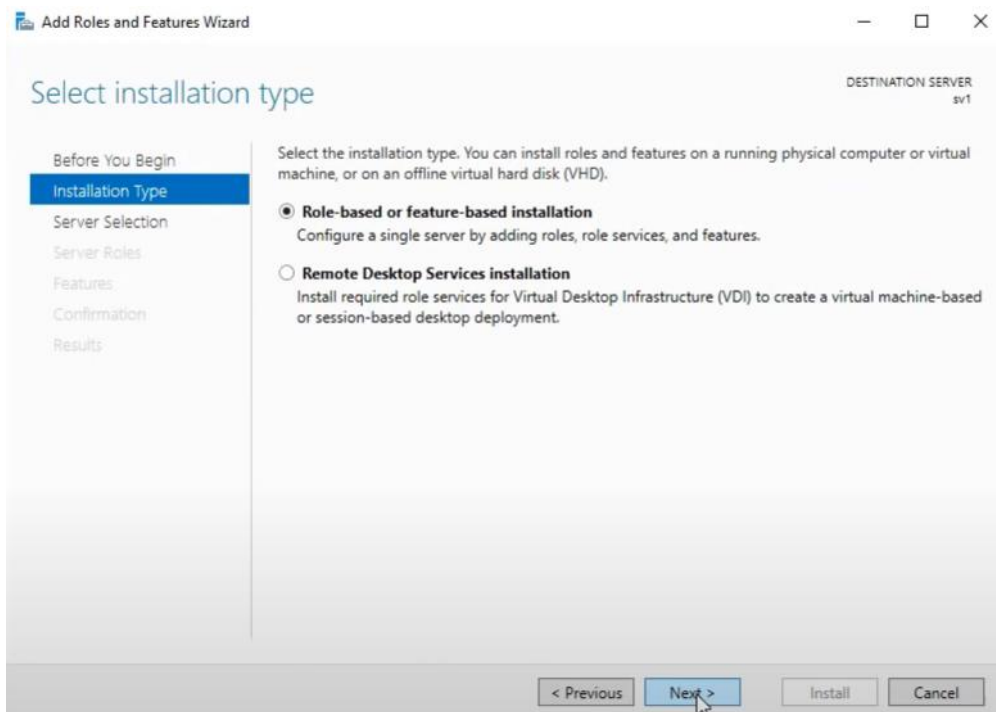 Add Roles and Features Wizard
Select installation type
DESTINATION SERVER
sv1
Before You Begin
Installation Type
Server Selection
Server Roles
Features
Confirmation
Results
Select the installation type. You can install roles and features on a running physical computer or virtual
machine, or on an offline virtual hard disk (VHD).
Role-based or feature-based installation
Configure a single server by adding roles, role services, and features.
Remote Desktop Services installation
Install required role services for Virtual Desktop Infrastructure (VDI) to create a virtual machine-based
or session-based desktop deployment.
< Previous
Next >
Install
Cancel